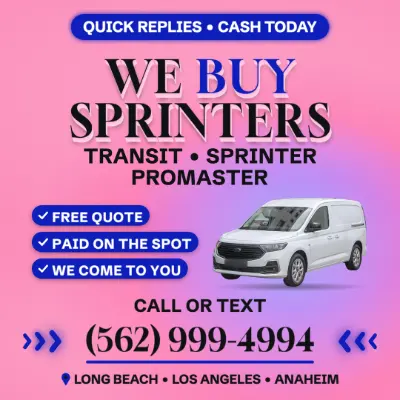 QUICK REPLIES • CASH TODAY
WE BUY
SPRINTERS
TRANSIT • SPRINTER
PROMASTER
FREE QUOTE
PAID ON THE SPOT
WE COME TO YOU
CALL OR TEXT
(562) 999-4994
LONG BEACH • LOS ANGELES • ANAHEIM